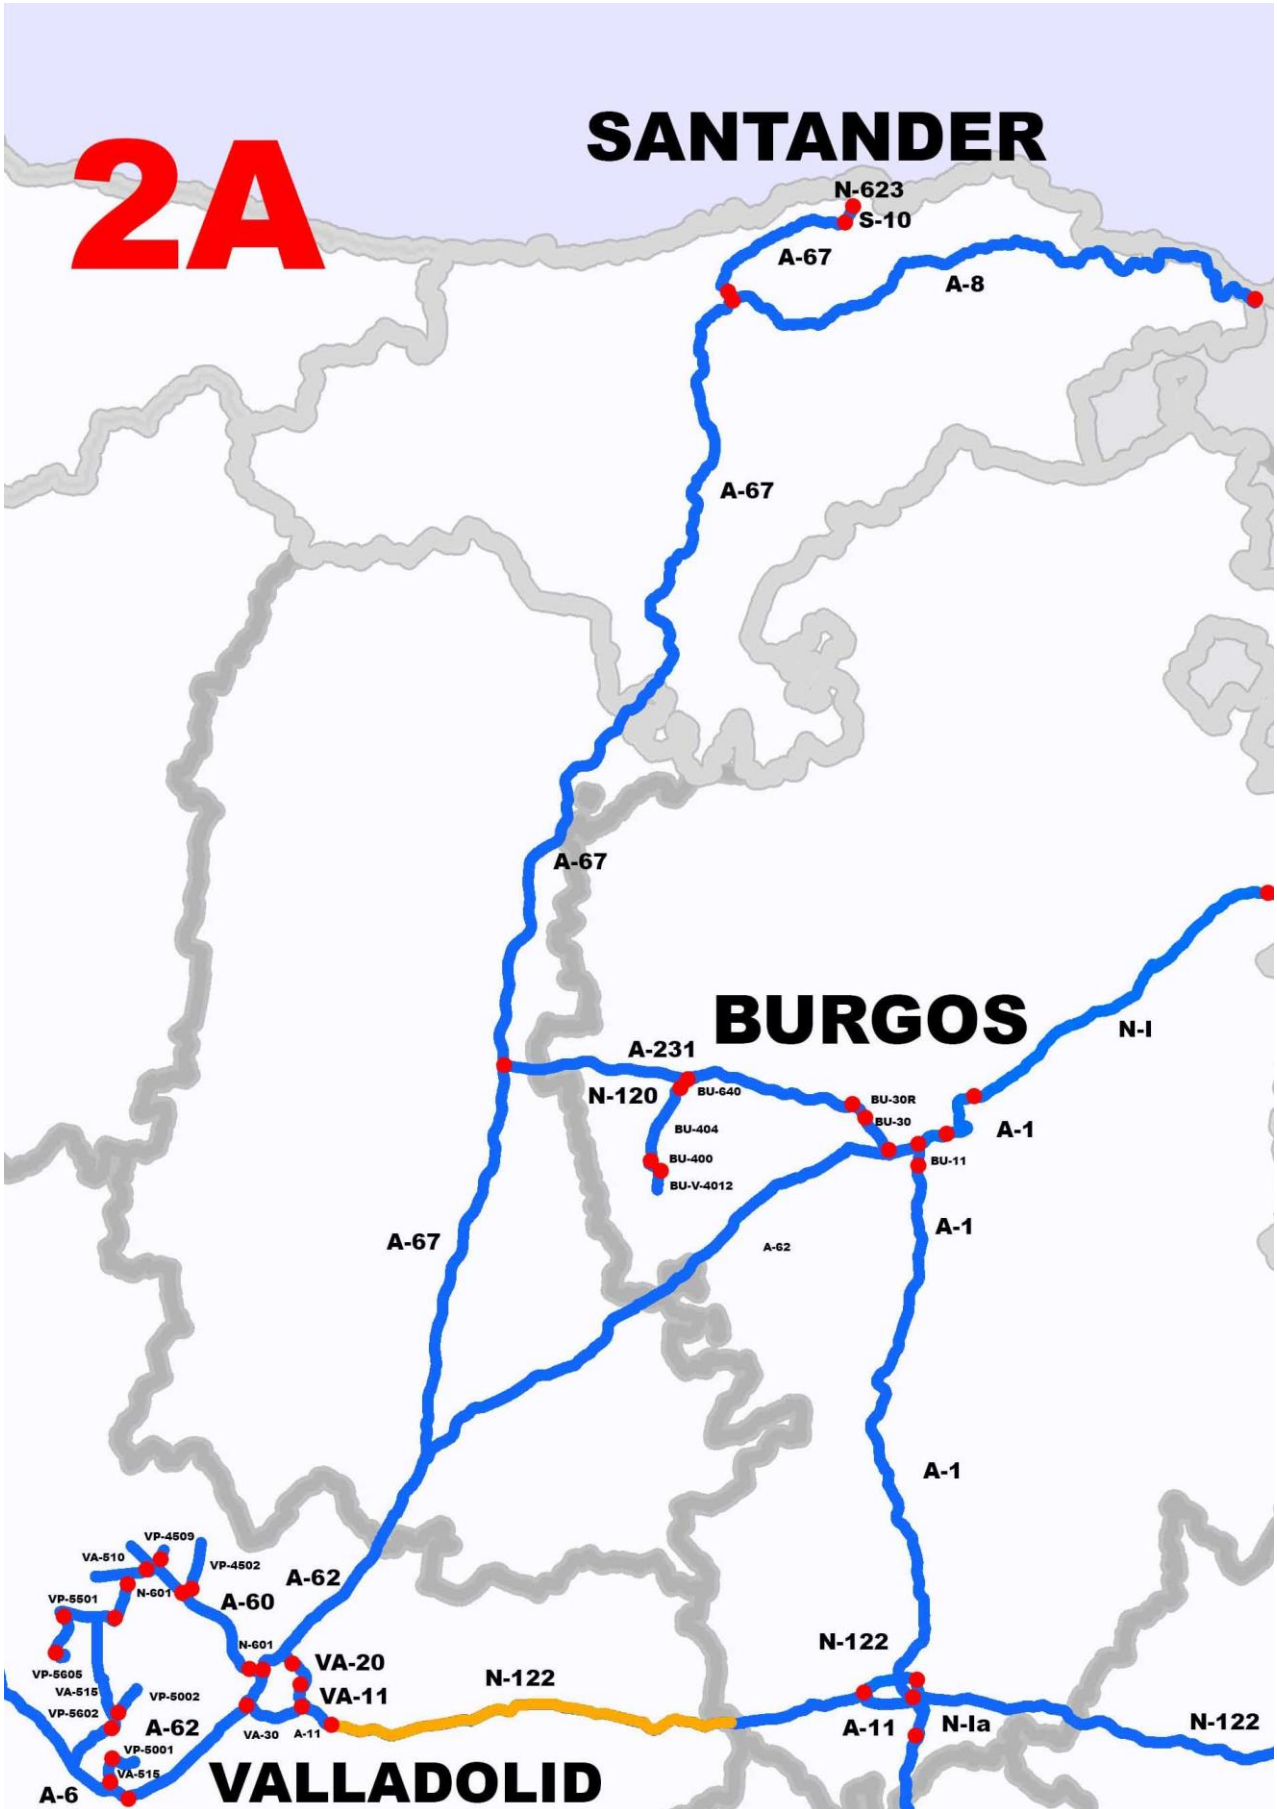 SANTANDER
2A
N-623
S-10
A-67
A-8
A-67
A-67
BURGOS
N-I
A-231
N-120
BU-640
BU-30R
BU-404
BU-30
A-1
BU-400
BU-11
BU-V-4012
A-1
A-67
A-62
A-1
VP-4509
VA-510
VP-4502
A-62
N-601
VP-5501
A-60
N-601
N-122
VA-20
VP-5605
N-122
VA-515
VP-5002
VA-11
VP-5602
A-62
VA-30
A-11
A-11
N-Ia
N-122
VP-5001
VA-515
VALLADOLID
A-6